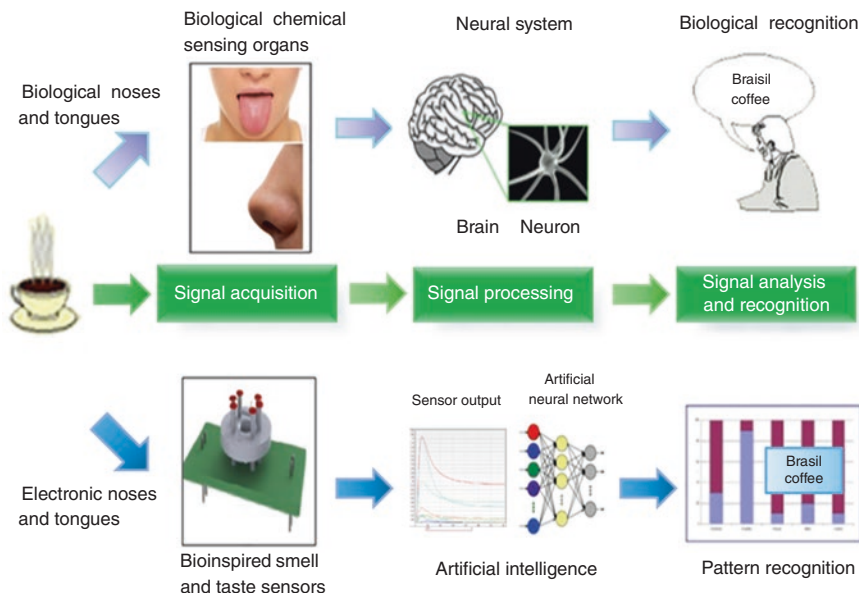 Biological chemical
sensing organs
Neural system
Biological recognition
Biological noses
and tongues
Braisil
coffee
Brain
Neuron
Signal acquisition
Signal processing
Signal analysis
and recognition
Sensor output
Artificial
neural network
Brasil
coffee
Electronic noses
and tongues
Bioinspired smell
and taste sensors
Artificial intelligence
Pattern recognition